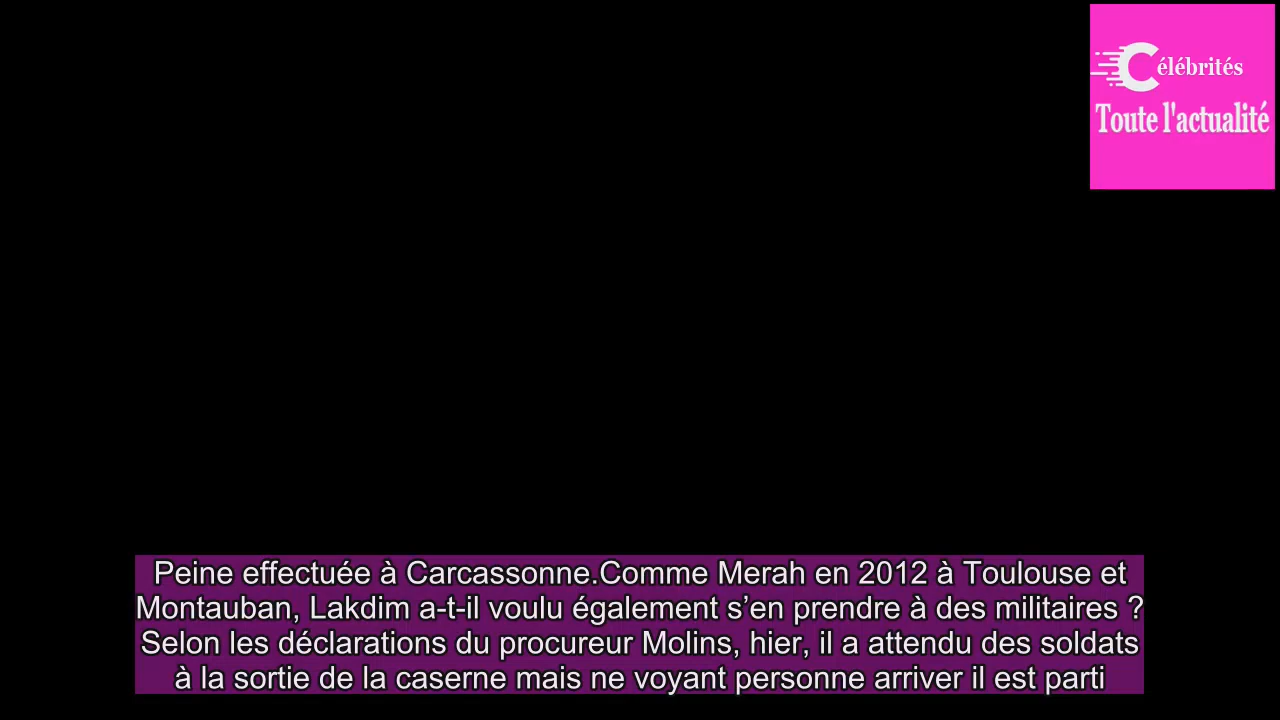 Célébrités
Toute l'actualité
Peine effectuée à Carcassonne.Comme Merah en 2012 à Toulouse et
Montauban, Lakdim a-t-il voulu également s’en prendre à des militaires ?
Selon les déclarations du procureur Molins, hier, il a attendu des soldats
à la sortie de la caserne mais ne voyant personne arriver il est parti